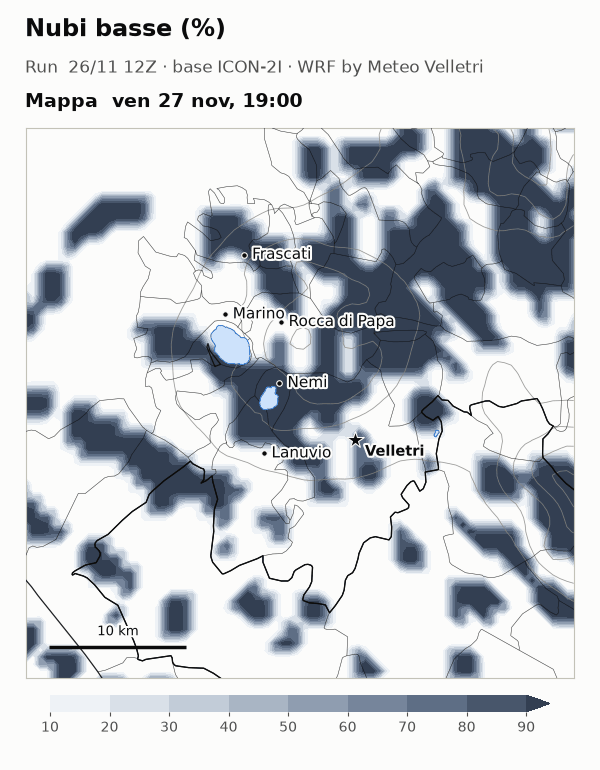 Nubi basse (%)
Run  26/11 12Z · base ICON-2I · WRF by Meteo Velletri
Mappa  ven 27 nov, 19:00
Frascati
Marino
Rocca di Papa
Nemi
Lanuvio
Velletri
10 km
10 20 30 40 50 60 70 80 90